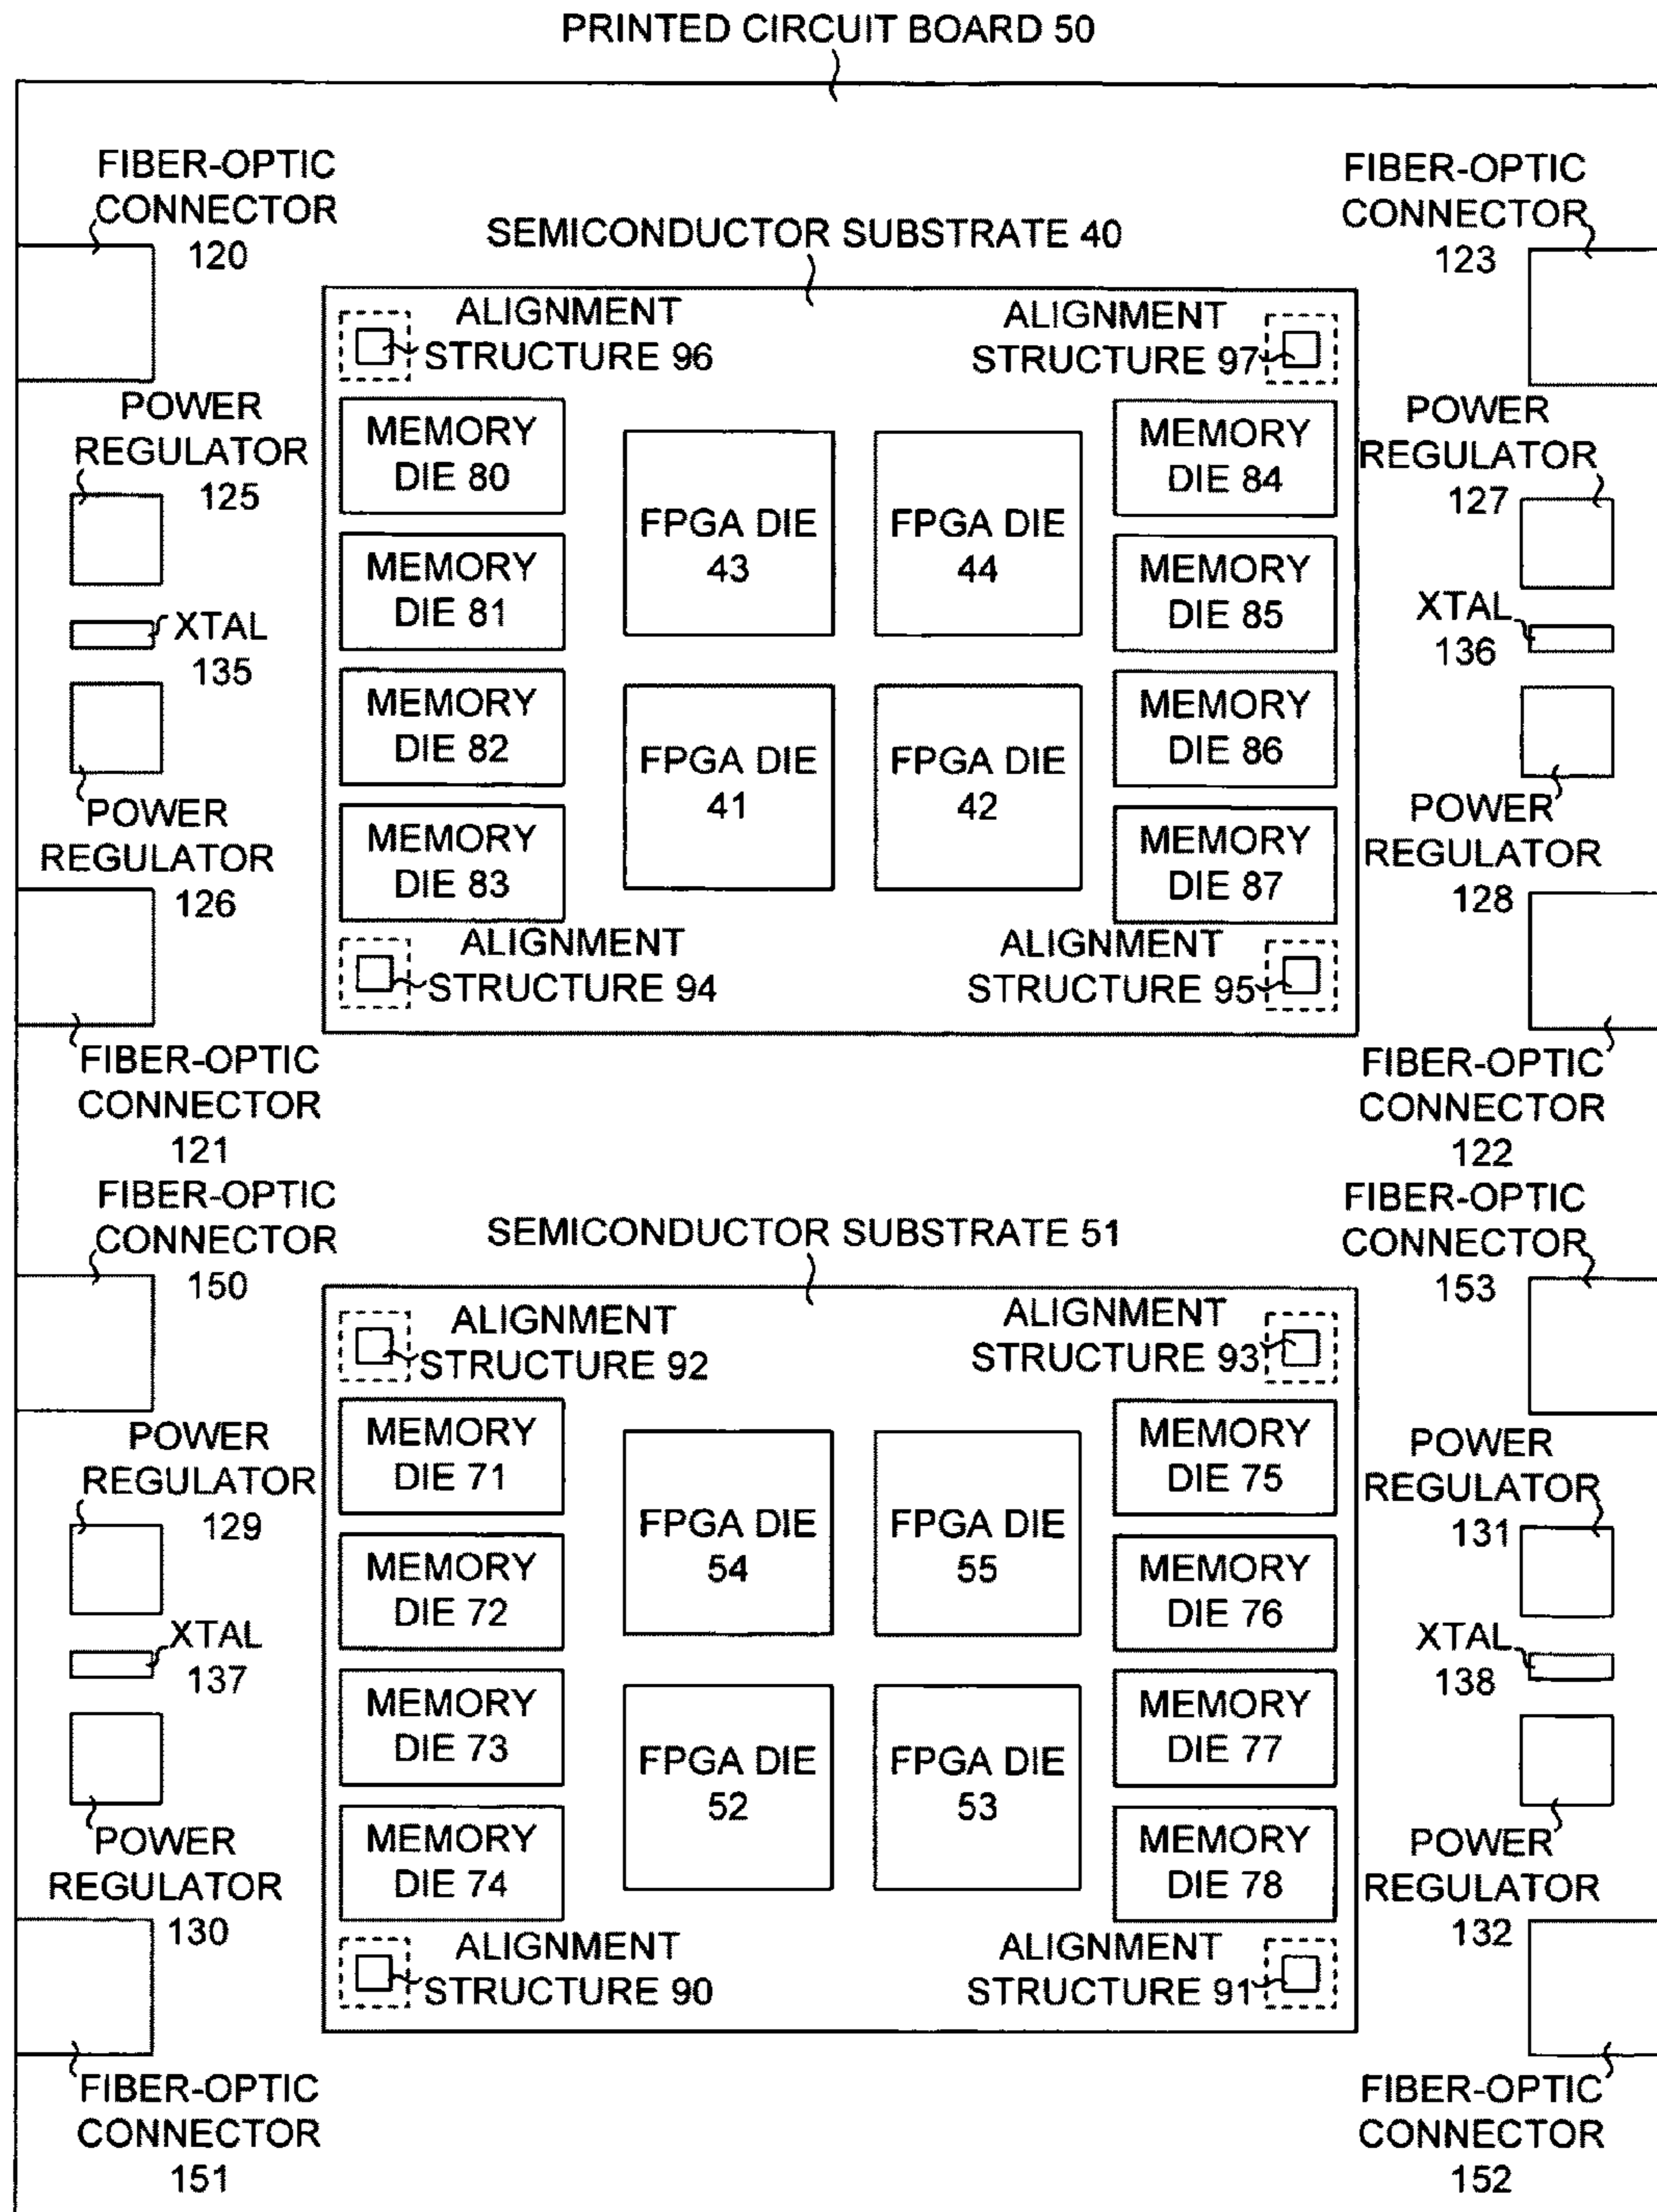 PRINTED CIRCUIT BOARD 50
FIBER-OPTIC
CONNECTOR
120
FIBER-OPTIC
CONNECTOR
123
SEMICONDUCTOR SUBSTRATE 40
ALIGNMENT
STRUCTURE 96
ALIGNMENT
STRUCTURE 97
POWER
REGULATOR
125
MEMORY
DIE 80
MEMORY
DIE 81
MEMORY
DIE 82
MEMORY
DIE 83
FPGA DIE
43
FPGA DIE
44
FPGA DIE
41
FPGA DIE
42
MEMORY
DIE 84
MEMORY
DIE 85
MEMORY
DIE 86
MEMORY
DIE 87
POWER
REGULATOR
127
XTAL
135
XTAL
136
POWER
REGULATOR
126
POWER
REGULATOR
128
ALIGNMENT
STRUCTURE 94
ALIGNMENT
STRUCTURE 95
FIBER-OPTIC
CONNECTOR
121
FIBER-OPTIC
CONNECTOR
122
FIBER-OPTIC
CONNECTOR
150
FIBER-OPTIC
CONNECTOR
153
SEMICONDUCTOR SUBSTRATE 51
ALIGNMENT
STRUCTURE 92
ALIGNMENT
STRUCTURE 93
POWER
REGULATOR
129
MEMORY
DIE 71
MEMORY
DIE 72
MEMORY
DIE 73
MEMORY
DIE 74
FPGA DIE
54
FPGA DIE
55
FPGA DIE
52
FPGA DIE
53
MEMORY
DIE 75
MEMORY
DIE 76
MEMORY
DIE 77
MEMORY
DIE 78
POWER
REGULATOR
131
XTAL
137
XTAL
138
POWER
REGULATOR
130
POWER
REGULATOR
132
ALIGNMENT
STRUCTURE 90
ALIGNMENT
STRUCTURE 91
FIBER-OPTIC
CONNECTOR
151
FIBER-OPTIC
CONNECTOR
152